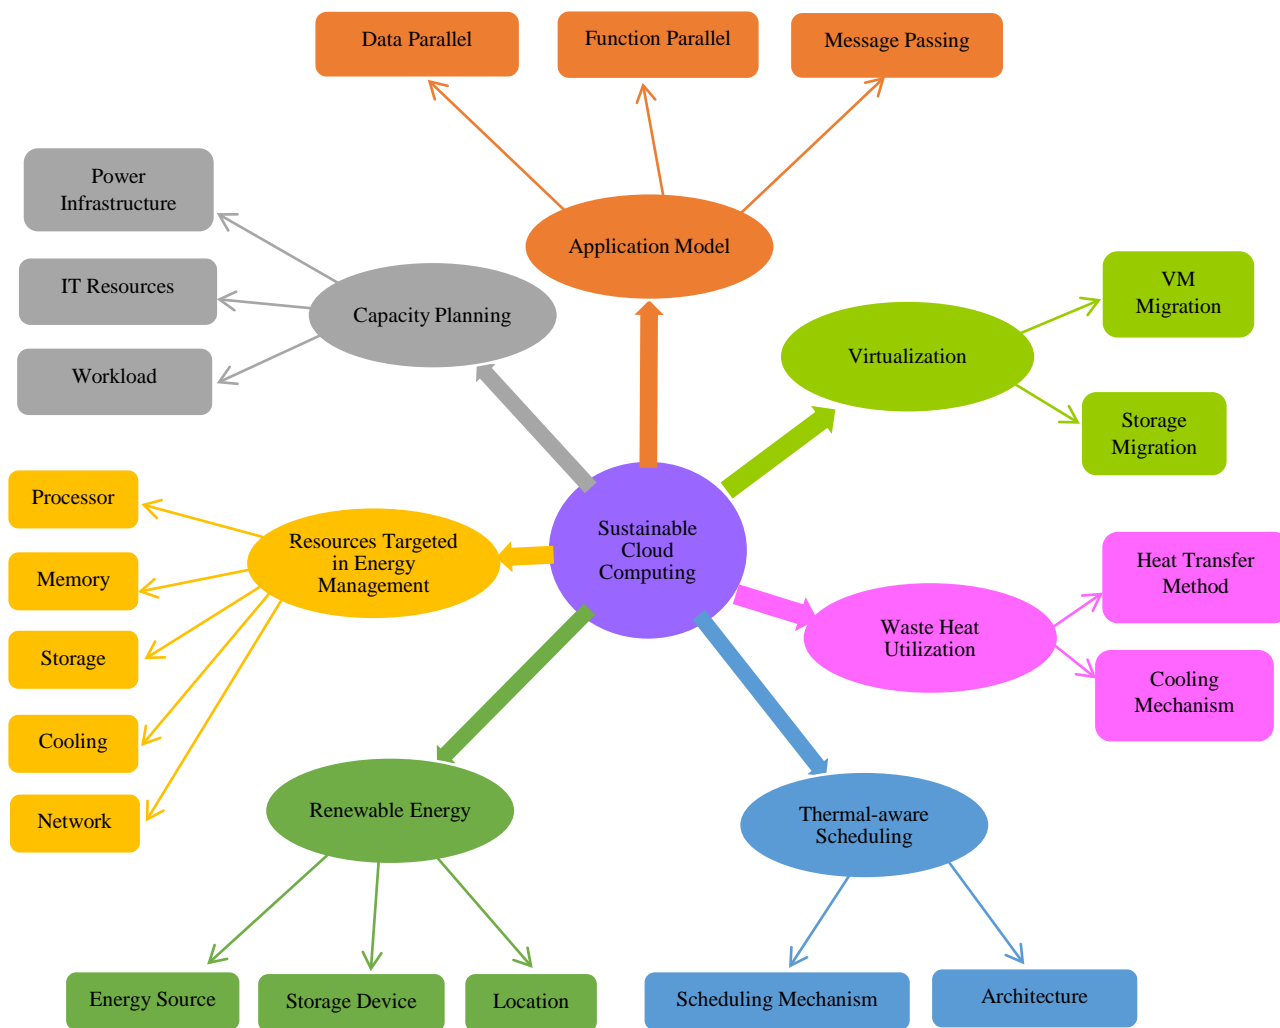 Data Parallel
Function Parallel
Message Passing
Power
Infrastructure
Application Model
VM
Migration
IT Resources
Capacity Planning
Virtualization
Workload
Storage
Migration
Processor
Resources Targeted
in Energy
Management
Sustainable
Cloud
Computing
Heat Transfer
Method
Memory
Waste Heat
Utilization
Storage
Cooling
Mechanism
Cooling
Renewable Energy
Thermal-aware
Scheduling
Network
Energy Source
Storage Device
Location
Scheduling Mechanism
Architecture